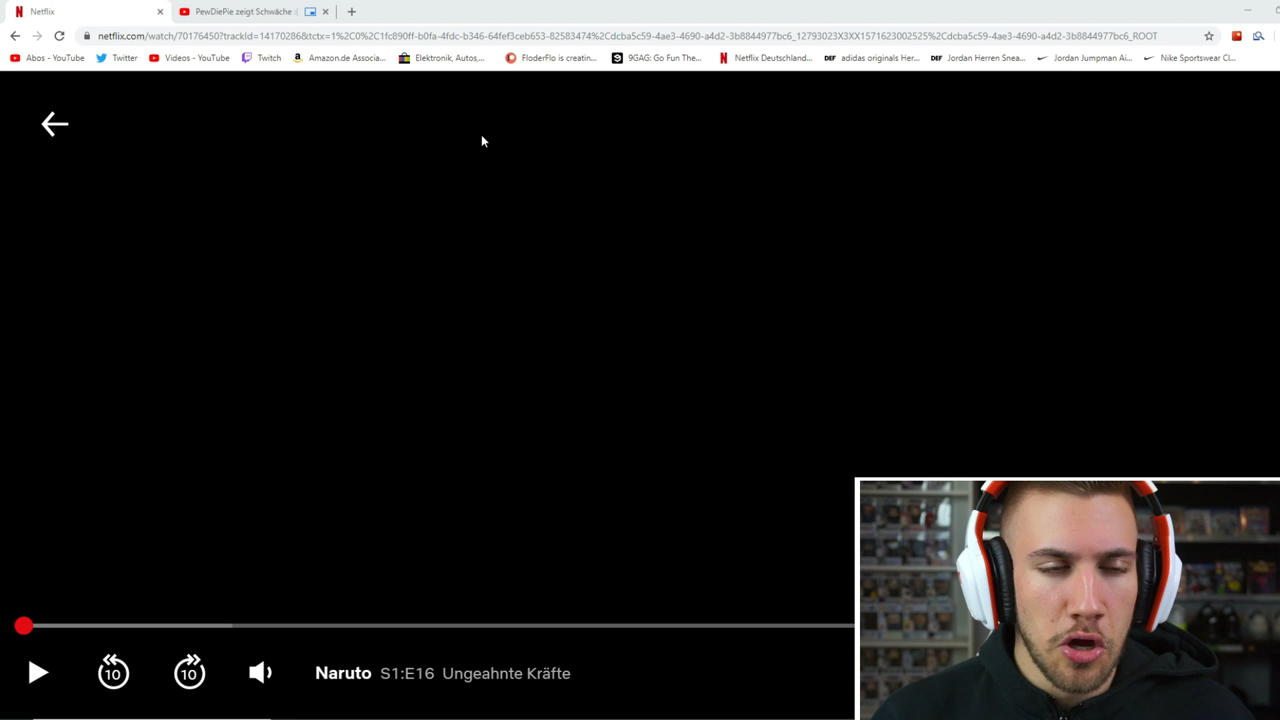 Netflix
PewDiePie zeigt Schwäche :(
netflix.com/watch/70176450?trackId=14170286&tctx=1%2C0%2C1fc890ff-b0fa-4fdc-b346-64fef3ceb653-82583474%2Cdcba5c59-4ae3-4690-a4d2-3b8844977bc6_12793023X3XX1571623002525%2Cdcba5c59-4ae3-4690-a4d2-3b8844977bc6_ROOT
Abos - YouTube
Twitter
Videos - YouTube
Twitch
Amazon.de Associa...
Elektronik, Autos,...
FloderFlo is creatin...
9GAG: Go Fun The...
Netflix Deutschland...
DEF adidas originals Her...
DEF Jordan Herren Snea...
Jordan Jumpman Ai...
Nike Sportswear Cl...
10
10
Naruto S1:E16 Ungeahnte Kräfte